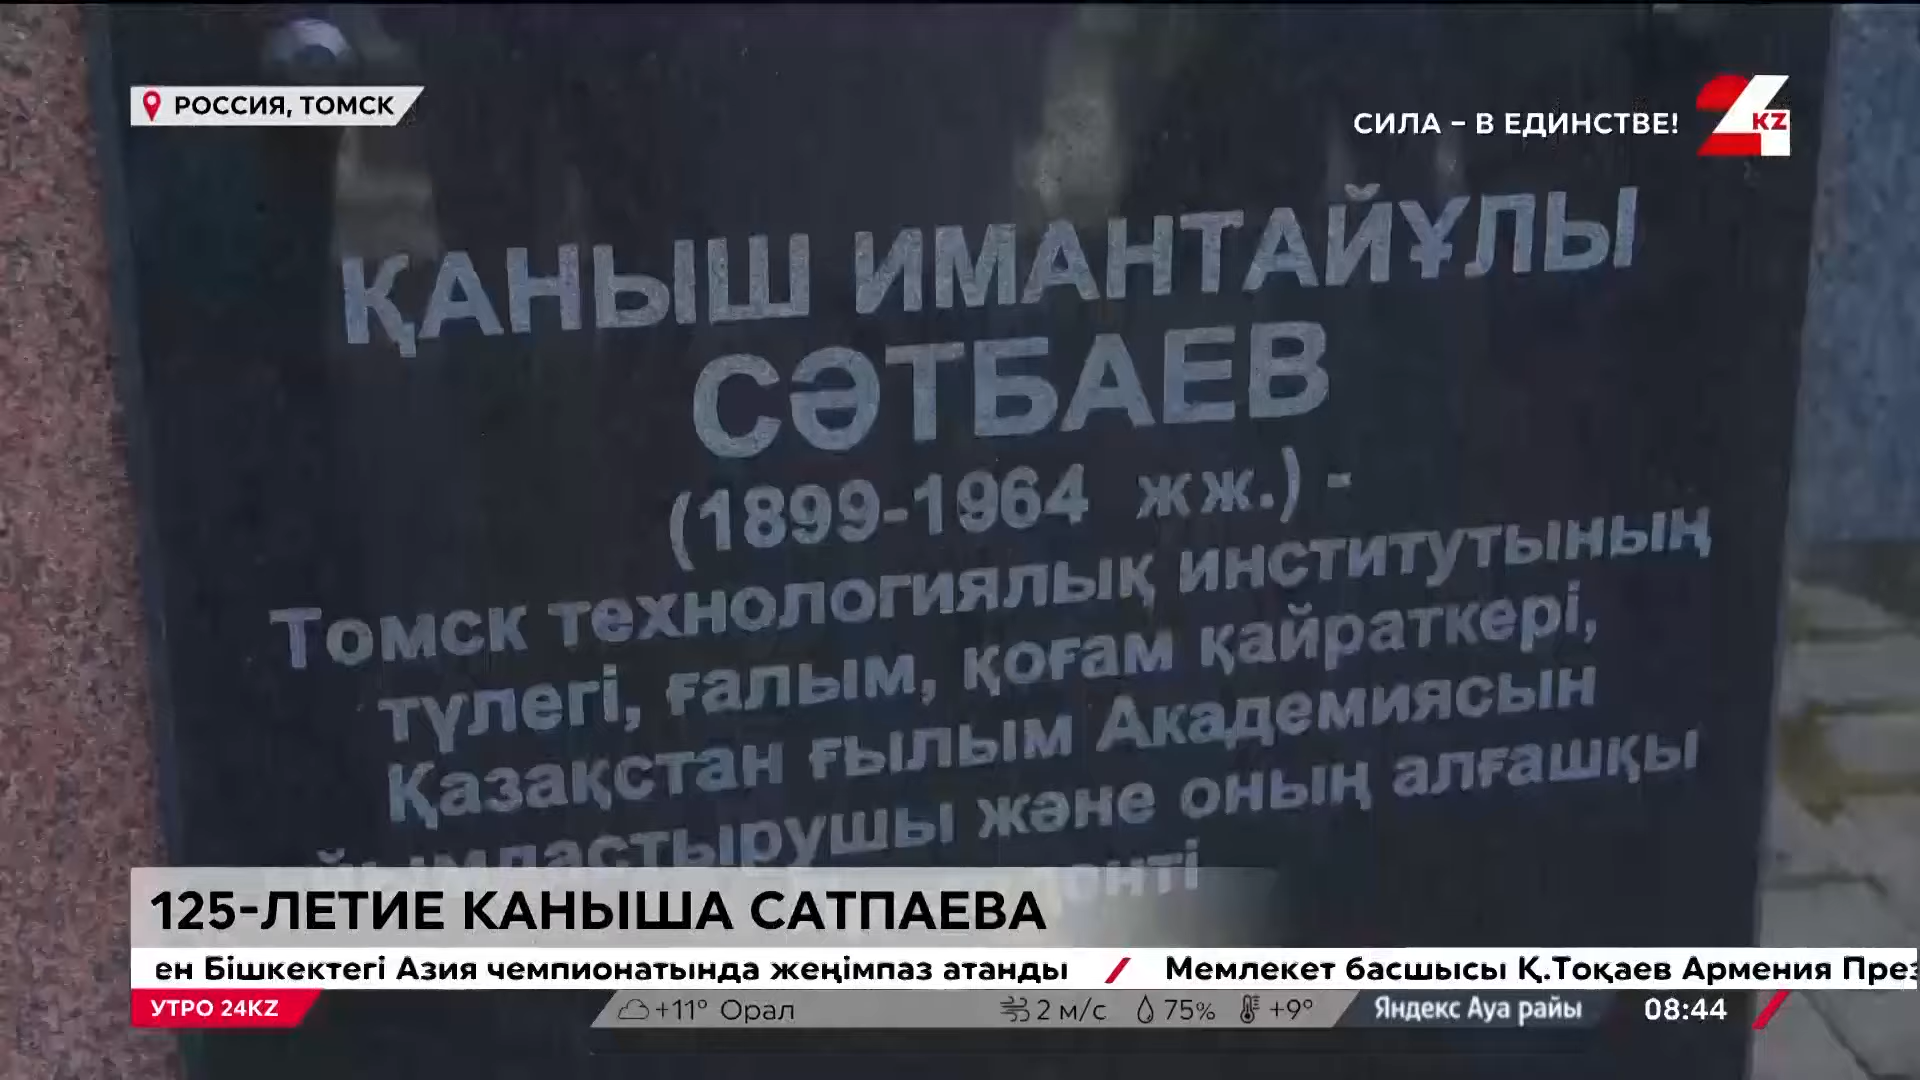 РОССИЯ, ТОМСК
СИЛА – В ЕДИНСТВЕ!
24
KZ
ҚАНЫШ ИМАНТАЙҰЛЫ
СӘТБАЕВ
(1899-1964 жж.) -
Томск технологиялық институтының
түлегі, ғалым, қоғам қайраткері,
Қазақстан ғылым Академиясын
және оның алғашқы
125-ЛЕТИЕ КАНЫША САТПАЕВА
ен Бішкектегі Азия чемпионатында жеңімпаз атанды / Мемлекет басшысы Қ.Тоқаев Армения През
УТРО 24KZ
+11° Орал 2 м/с 75% +9° Яндекс Ауа райы 08:44